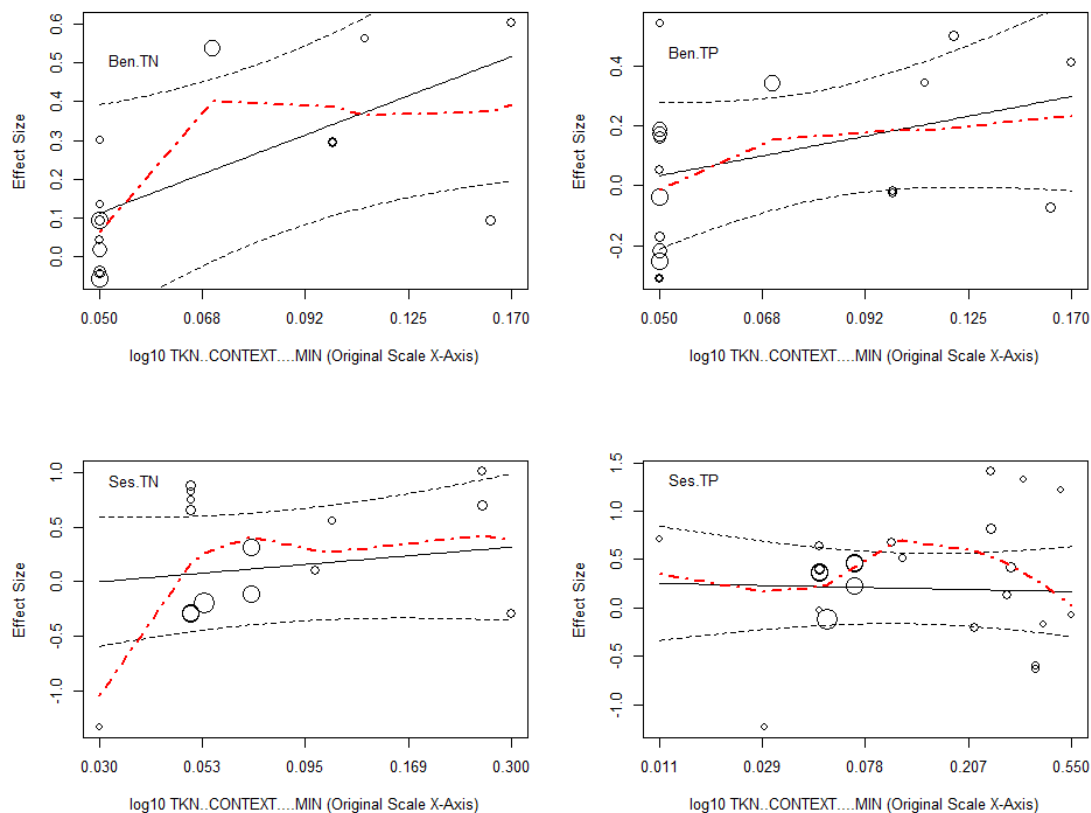 Ben.TN
Effect Size
0.0 0.1 0.2 0.3 0.4 0.5 0.6
0.050 0.068 0.092 0.125 0.170
log10 TKN..CONTEXT....MIN (Original Scale X-Axis)
Ben.TP
Effect Size
-0.2 0.0 0.2 0.4
0.050 0.068 0.092 0.125 0.170
log10 TKN..CONTEXT....MIN (Original Scale X-Axis)
Ses.TN
Effect Size
-1.0 -0.5 0.0 0.5 1.0
0.030 0.053 0.095 0.169 0.300
log10 TKN..CONTEXT....MIN (Original Scale X-Axis)
Ses.TP
Effect Size
-1.0 -0.5 0.0 0.5 1.0 1.5
0.011 0.029 0.078 0.207 0.550
log10 TKN..CONTEXT....MIN (Original Scale X-Axis)